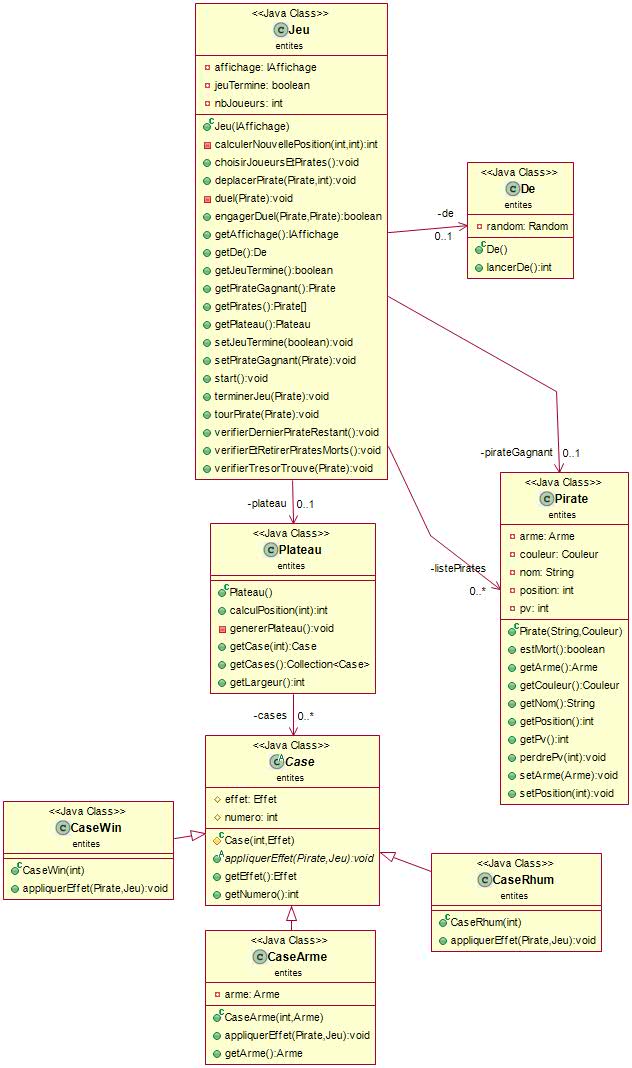 <<Java Class>>
Jeu
entites
affichage: IAffichage
jeuTermine: boolean
nbJoueurs: int
Jeu(IAffichage)
calculerNouvellePosition(int,int):int
choisirJoueursEtPirates():void
deplacerPirate(Pirate,int):void
duel(Pirate):void
engagerDuel(Pirate,Pirate):boolean
getAffichage():IAffichage
getDe():De
getJeuTermine():boolean
getPirateGagnant():Pirate
getPirates():Pirate[]
getPlateau():Plateau
setJeuTermine(boolean):void
setPirateGagnant(Pirate):void
start():void
terminerJeu(Pirate):void
tourPirate(Pirate):void
verifierDernierPirateRestant():void
verifierEtRetirerPiratesMorts():void
verifierTresorTrouve(Pirate):void
-de
0..1
<<Java Class>>
De
entites
random: Random
De()
lancerDe():int
-pirateGagnant
0..1
-listePirates
0..*
<<Java Class>>
Pirate
entites
arme: Arme
couleur: Couleur
nom: String
position: int
pv: int
Pirate(String,Couleur)
estMort():boolean
getArme():Arme
getCouleur():Couleur
getNom():String
getPosition():int
getPv():int
perdrePv(int):void
setArme(Arme):void
setPosition(int):void
-plateau
0..1
<<Java Class>>
Plateau
entites
Plateau()
calculPosition(int):int
genererPlateau():void
getCase(int):Case
getCases():Collection<Case>
getLargeur():int
-cases
0..*
<<Java Class>>
Case
entites
effet: Effet
numero: int
Case(int,Effet)
appliquerEffet(Pirate,Jeu):void
getEffet():Effet
getNumero():int
<<Java Class>>
CaseWin
entites
CaseWin(int)
appliquerEffet(Pirate,Jeu):void
<<Java Class>>
CaseRhum
entites
CaseRhum(int)
appliquerEffet(Pirate,Jeu):void
<<Java Class>>
CaseArme
entites
arme: Arme
CaseArme(int,Arme)
appliquerEffet(Pirate,Jeu):void
getArme():Arme